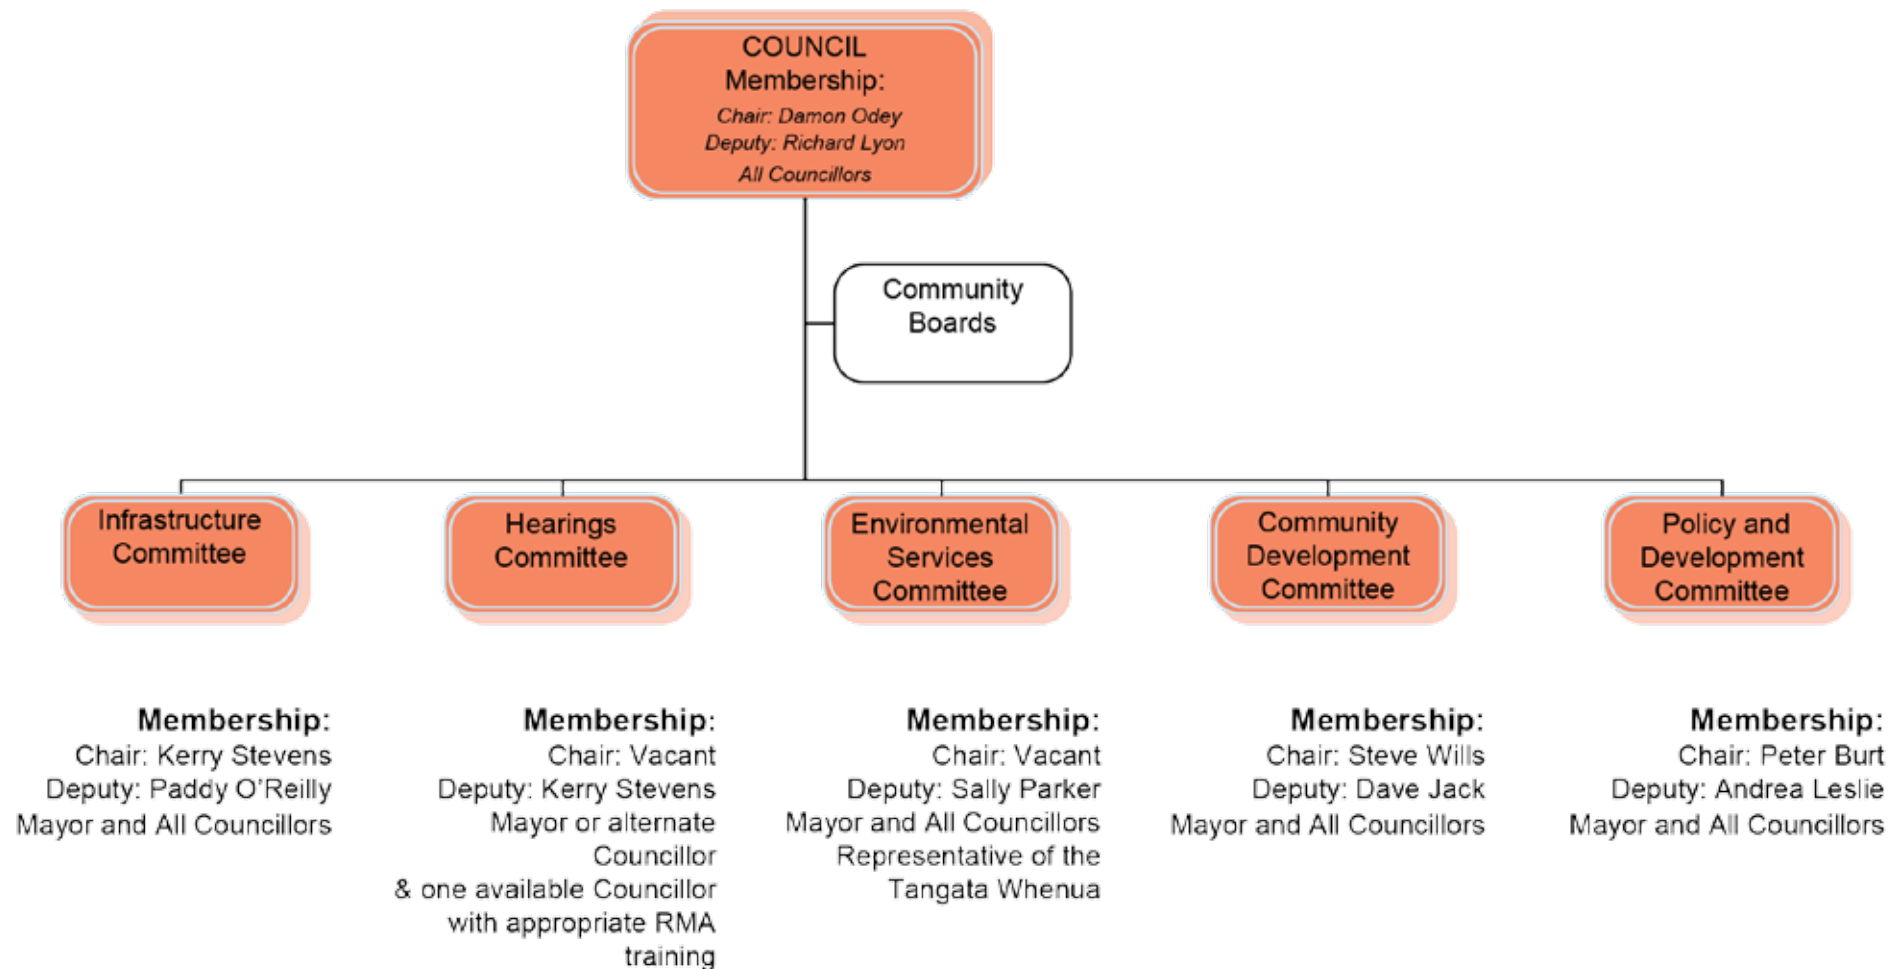 COUNCIL
Membership:
Chair: Damon Odey
Deputy: Richard Lyon
All Councillors
Community
Boards
Infrastructure
Committee
Hearings
Committee
Environmental
Services
Committee
Community
Development
Committee
Policy and
Development
Committee
Membership:
Chair: Kerry Stevens
Deputy: Paddy O'Reilly
Mayor and All Councillors
Membership:
Chair: Vacant
Deputy: Kerry Stevens
Mayor or alternate
Councillor
& one available Councillor
with appropriate RMA
training
Membership:
Chair: Vacant
Deputy: Sally Parker
Mayor and All Councillors
Representative of the
Tangata Whenua
Membership:
Chair: Steve Wills
Deputy: Dave Jack
Mayor and All Councillors
Membership:
Chair: Peter Burt
Deputy: Andrea Leslie
Mayor and All Councillors